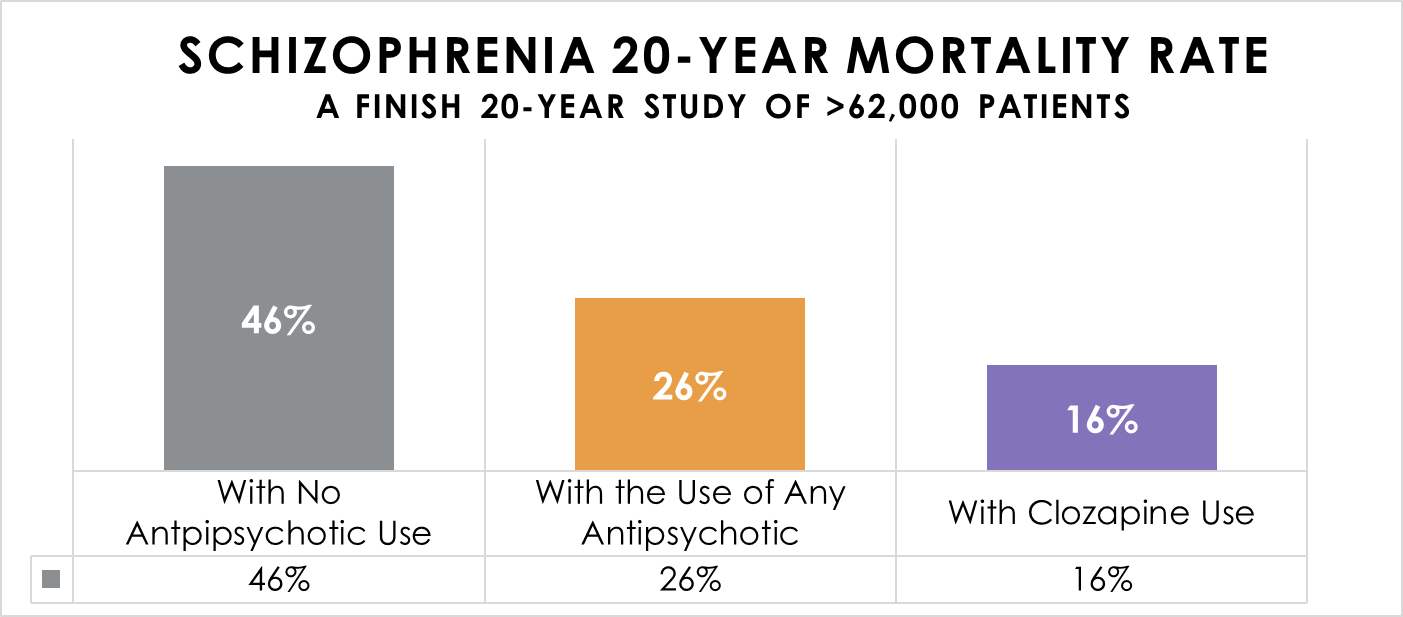 SCHIZOPHRENIA 20-YEAR MORTALITY RATE
A FINISH 20-YEAR STUDY OF >62,000 PATIENTS
46%
26%
16%
With No
Antpipsychotic Use
With the Use of Any
Antipsychotic
With Clozapine Use
46%
26%
16%